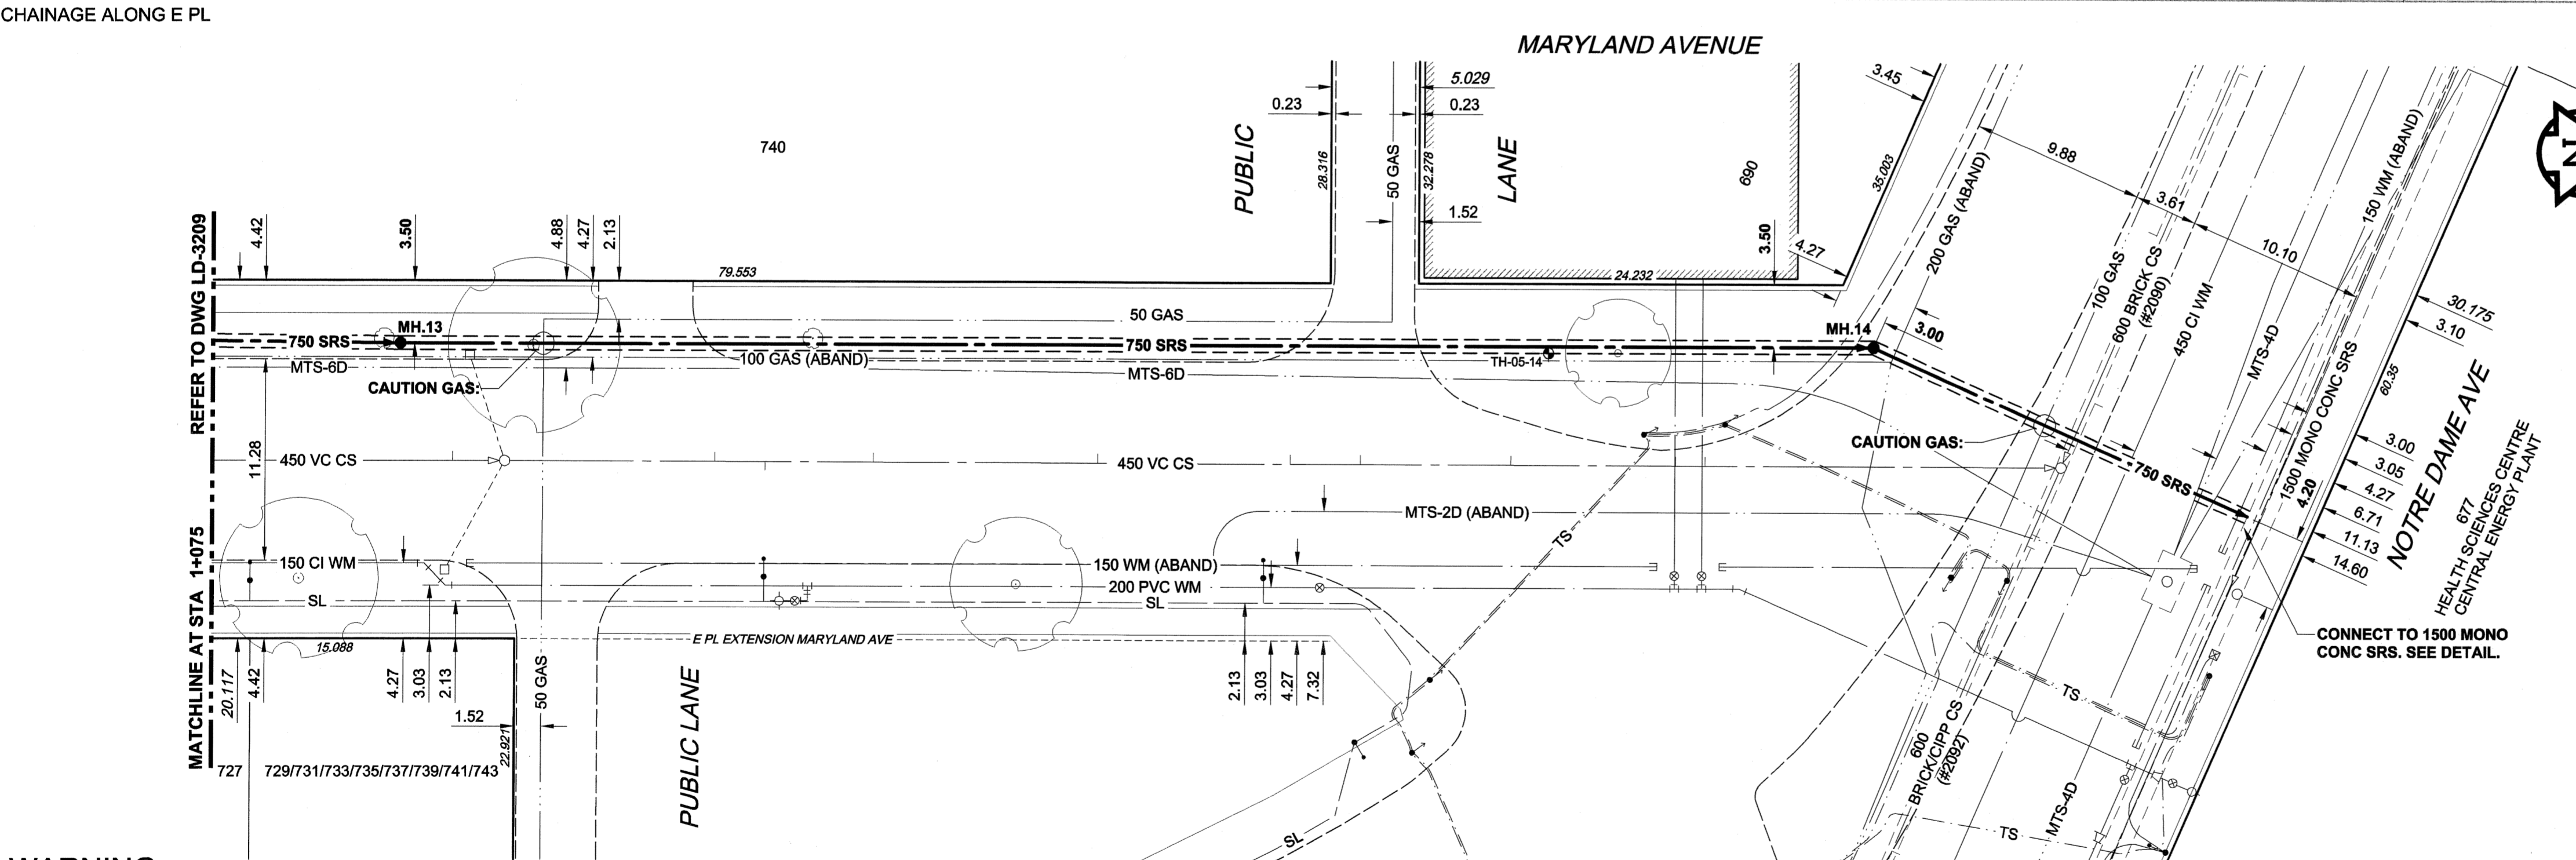 CHAINAGE ALONG E PL
MARYLAND AVENUE
740
PUBLIC
LANE
0.23
5.029
0.23
28.316
50 GAS
32.278
1.52
690
3.50
4.27
3.45
35.003
200 GAS (ABAND)
9.88
3.61
10.10
150 WM (ABAND)
N
REFER TO DWG LD-3209
MATCHLINE AT STA 1+075
4.42
3.50
4.88
4.27
2.13
79.553
24.232
50 GAS
750 SRS
MH.13
750 SRS
100 GAS (ABAND)
MTS-6D
MTS-6D
CAUTION GAS:
TH-05-14
MH.14
3.00
100 GAS
600 BRICK CS
(#2090)
450 CI WM
MTS-4D
1500 MONO CONC SRS
30.175
3.10
60.35
11.28
450 VC CS
450 VC CS
CAUTION GAS:
750 SRS
4.20
3.00
3.05
4.27
6.71
11.13
14.60
NOTRE DAME AVE
677
HEALTH SCIENCES CENTRE
CENTRAL ENERGY PLANT
MTS-2D (ABAND)
TS
150 CI WM
150 WM (ABAND)
200 PVC WM
SL
SL
E PL EXTENSION MARYLAND AVE
15.088
20.117
4.42
4.27
3.03
2.13
1.52
22.921
50 GAS
PUBLIC LANE
2.13
3.03
4.27
7.32
CONNECT TO 1500 MONO
CONC SRS. SEE DETAIL.
TS
600
BRICK/CIPP CS
(#2092)
MTS-4D
TS
SL
727
729/731/733/735/737/739/741/743
WARNING